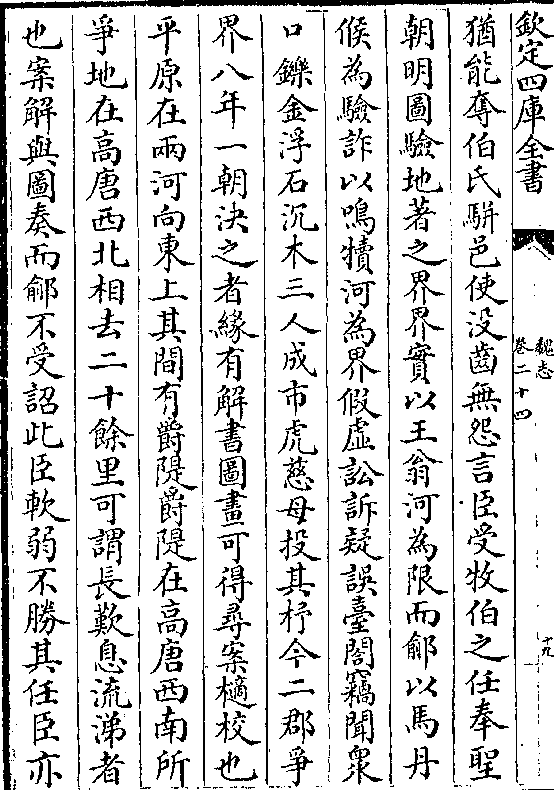 欽定四庫全書
魏志
卷二十四
十九
猶能奪伯氏駢邑使没齒無怨言臣受牧伯之任奉聖
朝明圖驗地著之界界實以王翁河為限而鄃以馬丹
候為驗詐以鳴犢河為界假虛訟訴疑誤臺閣竊聞衆
口鑠金浮石沉木三人成市虎慈母投其杼今二郡爭
界八年一朝決之者緣有解書圖畫可得尋案擿校也
平原在兩河向東上其間有爵隄爵隄在高唐西南所
爭地在高唐西北相去二十餘里可謂長歎息流涕者
也案解與圖奏而鄃不受詔此臣軟弱不勝其任臣亦